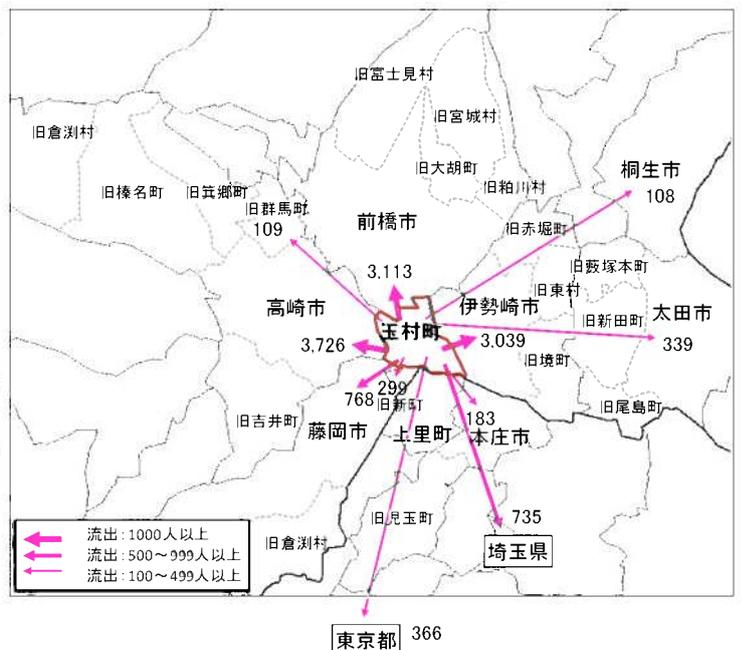 旧富士見村
旧倉渕村
旧宮城村
旧大胡町
桐生市
旧榛名町
旧箕郷町
旧粕川村
108
旧群馬町
109
前橋市
旧赤堀町
3,113
旧藪塚本町
旧東村
高崎市
伊勢崎市
太田市
玉村町
旧新田町
3,726
3,039
339
旧境町
299
768
旧新町
旧尾島町
旧吉井町
183
藤岡市
上里町
本庄市
旧児玉町
735
流出:1000人以上
流出:500～999人以上
流出:100～499人以上
旧倉渕村
埼玉県
東京都
366